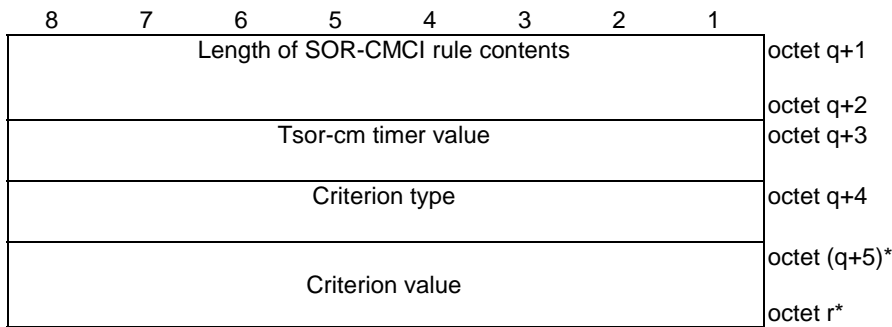 8 7 6 5 4 3 2 1
Length of SOR-CMCI rule contents octet q+1
octet q+2
Tsor-cm timer value octet q+3
Criterion type octet q+4
octet (q+5)*
Criterion value
octet r*